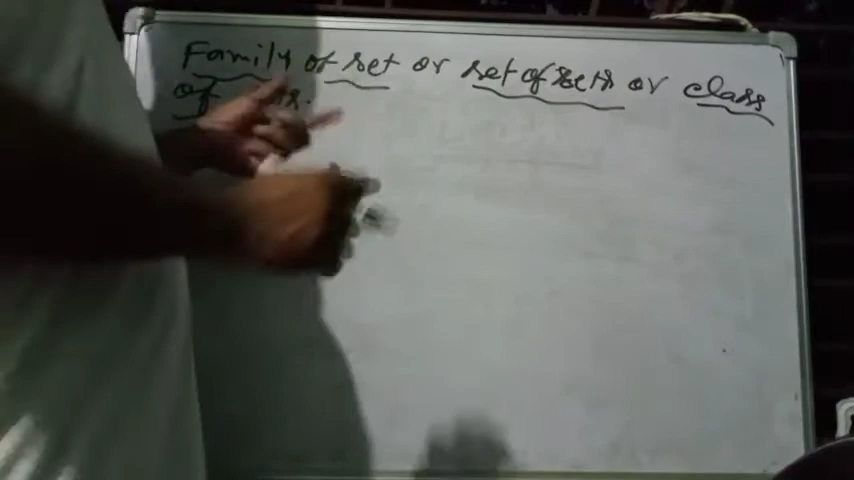 Family of set or set of sets or class
of